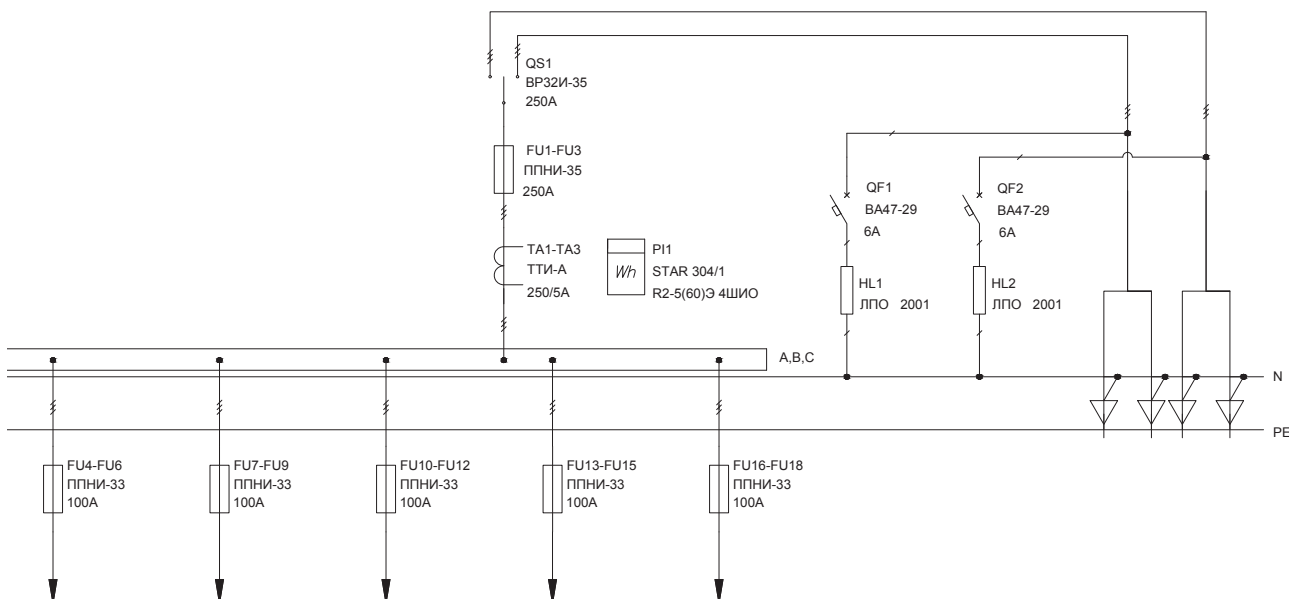 QS1
ВР32И-35
250А
FU1-FU3
ППНИ-35
250А
TA1-TA3
ТТИ-А
250/5А
Wh
PI1
STAR 304/1
R2-5(60)Э 4ШИО
QF1
ВА47-29
6А
QF2
ВА47-29
6А
HL1
ЛПО 2001
HL2
ЛПО 2001
А,В,С
N
PE
FU4-FU6
ППНИ-33
100А
FU7-FU9
ППНИ-33
100А
FU10-FU12
ППНИ-33
100А
FU13-FU15
ППНИ-33
100А
FU16-FU18
ППНИ-33
100А